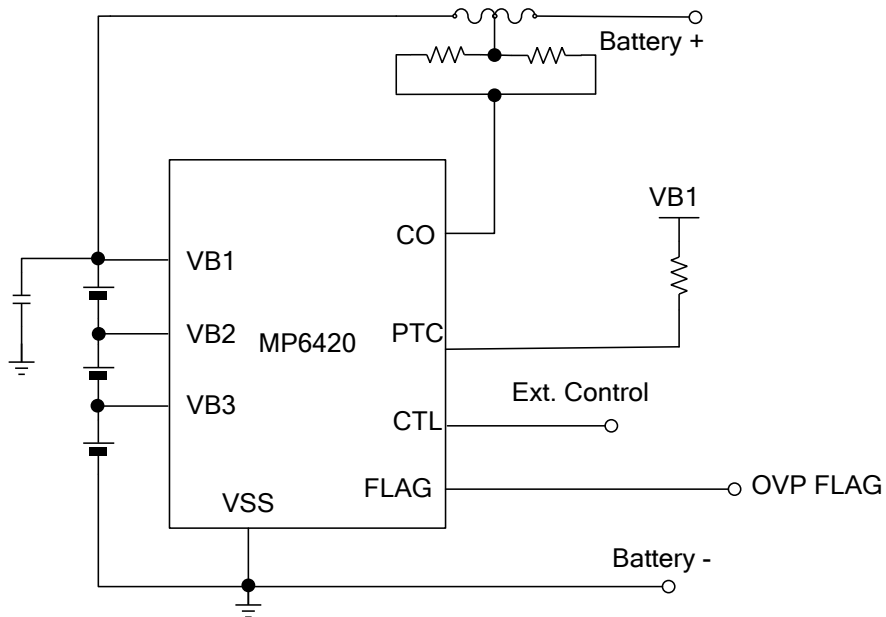 Battery +
VB1
CO
VB1
VB2
MP6420
PTC
VB3
Ext. Control
CTL
FLAG
OVP FLAG
VSS
Battery -